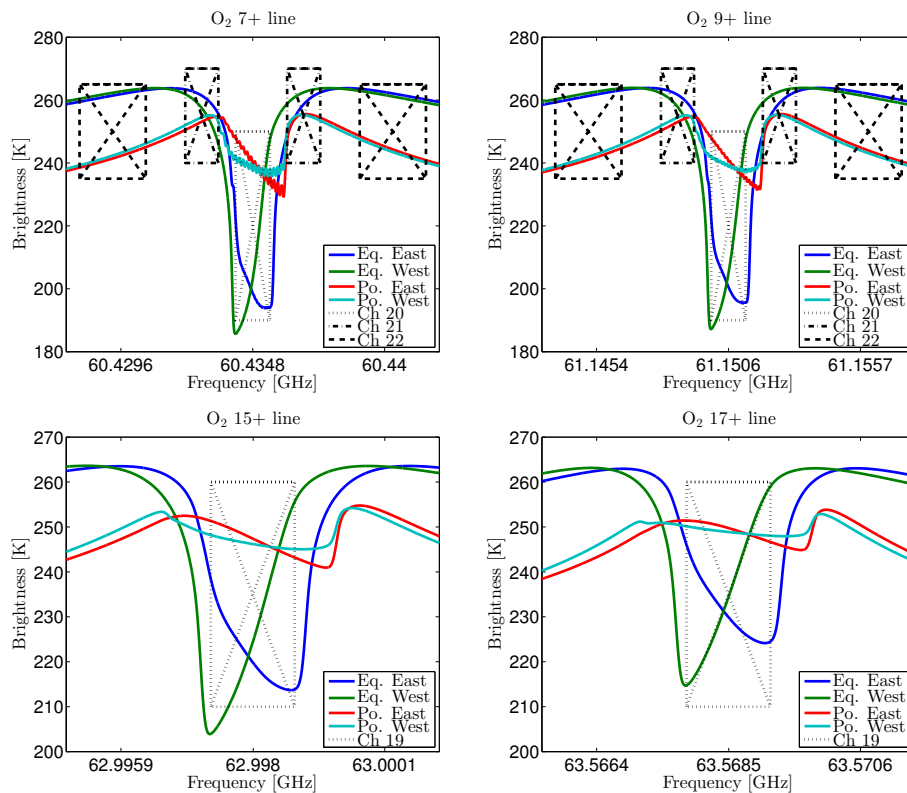 O₂ 7+ line
280
260
240
220
200
180
Brightness [K]
60.4296
60.4348
60.44
Frequency [GHz]
Eq. East
Eq. West
Po. East
Po. West
Ch 20
Ch 21
Ch 22
O₂ 9+ line
280
260
240
220
200
180
Brightness [K]
61.1454
61.1506
61.1557
Frequency [GHz]
Eq. East
Eq. West
Po. East
Po. West
Ch 20
Ch 21
Ch 22
O₂ 15+ line
270
260
250
240
230
220
210
200
Brightness [K]
62.9959
62.998
63.0001
Frequency [GHz]
Eq. East
Eq. West
Po. East
Po. West
Ch 19
O₂ 17+ line
270
260
250
240
230
220
210
200
Brightness [K]
63.5664
63.5685
63.5706
Frequency [GHz]
Eq. East
Eq. West
Po. East
Po. West
Ch 19